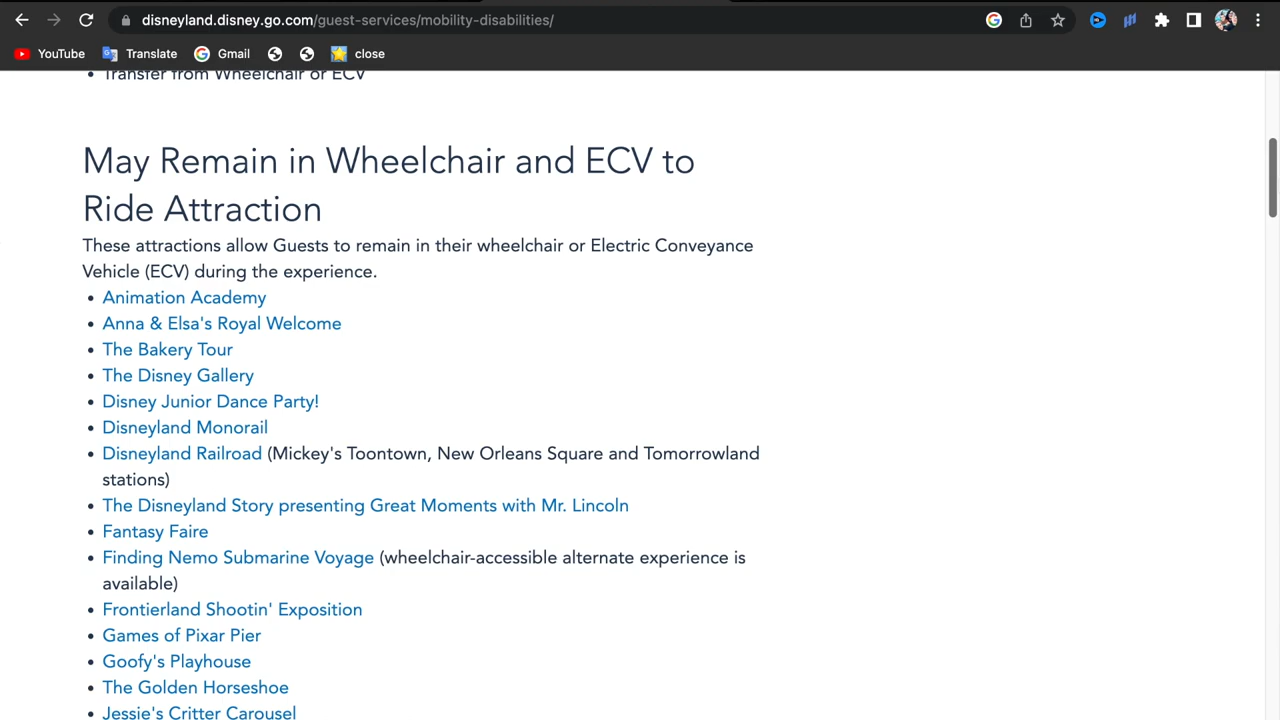 disneyland.disney.go.com/guest-services/mobility-disabilities/
YouTube Translate Gmail close
Transfer from Wheelchair or ECV
May Remain in Wheelchair and ECV to
Ride Attraction
These attractions allow Guests to remain in their wheelchair or Electric Conveyance
Vehicle (ECV) during the experience.
• Animation Academy
• Anna & Elsa's Royal Welcome
• The Bakery Tour
• The Disney Gallery
• Disney Junior Dance Party!
• Disneyland Monorail
• Disneyland Railroad (Mickey's Toontown, New Orleans Square and Tomorrowland
stations)
• The Disneyland Story presenting Great Moments with Mr. Lincoln
• Fantasy Faire
• Finding Nemo Submarine Voyage (wheelchair-accessible alternate experience is
available)
• Frontierland Shootin' Exposition
• Games of Pixar Pier
• Goofy's Playhouse
• The Golden Horseshoe
• Jessie's Critter Carousel